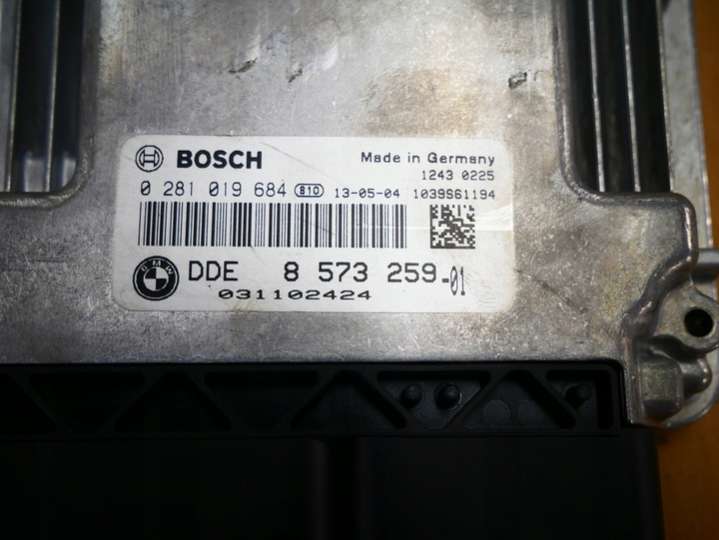 BOSCH Made in Germany
1243 0225
0 281 019 684 810 13-05-04 1039S61194
BMW DDE 8 573 259-01
031102424